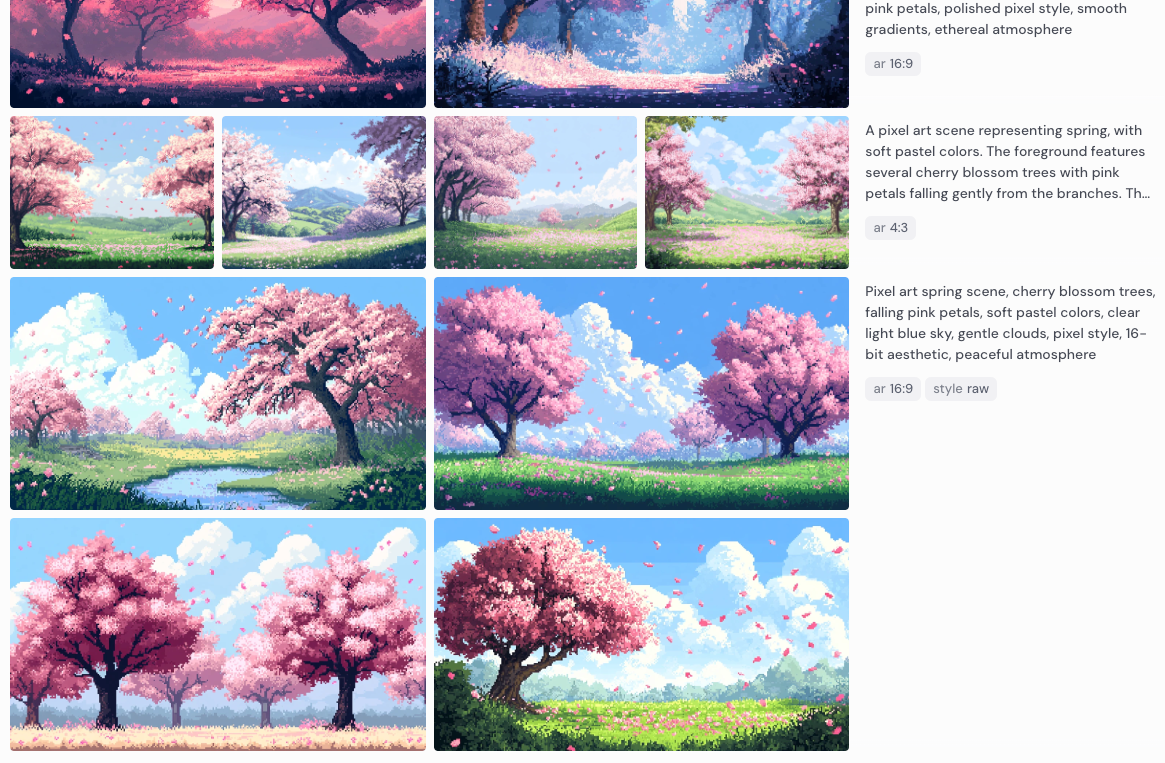 pink petals, polished pixel style, smooth
gradients, ethereal atmosphere
ar 16:9
A pixel art scene representing spring, with
soft pastel colors. The foreground features
several cherry blossom trees with pink
petals falling gently from the branches. Th...
ar 4:3
Pixel art spring scene, cherry blossom trees,
falling pink petals, soft pastel colors, clear
light blue sky, gentle clouds, pixel style, 16-
bit aesthetic, peaceful atmosphere
ar 16:9 style raw